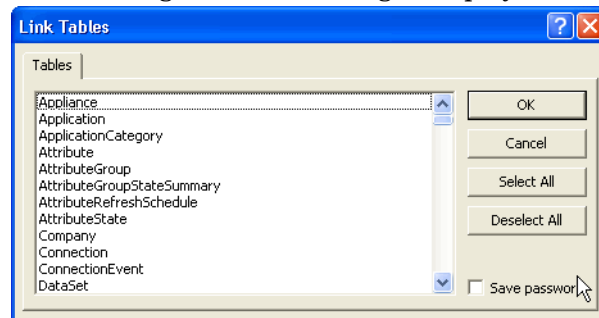 Link Tables
Tables
Appliance
Application
ApplicationCategory
Attribute
AttributeGroup
AttributeGroupStateSummary
AttributeRefreshSchedule
AttributeState
Company
Connection
ConnectionEvent
DataSet
OK
Cancel
Select All
Deselect All
Save passwor